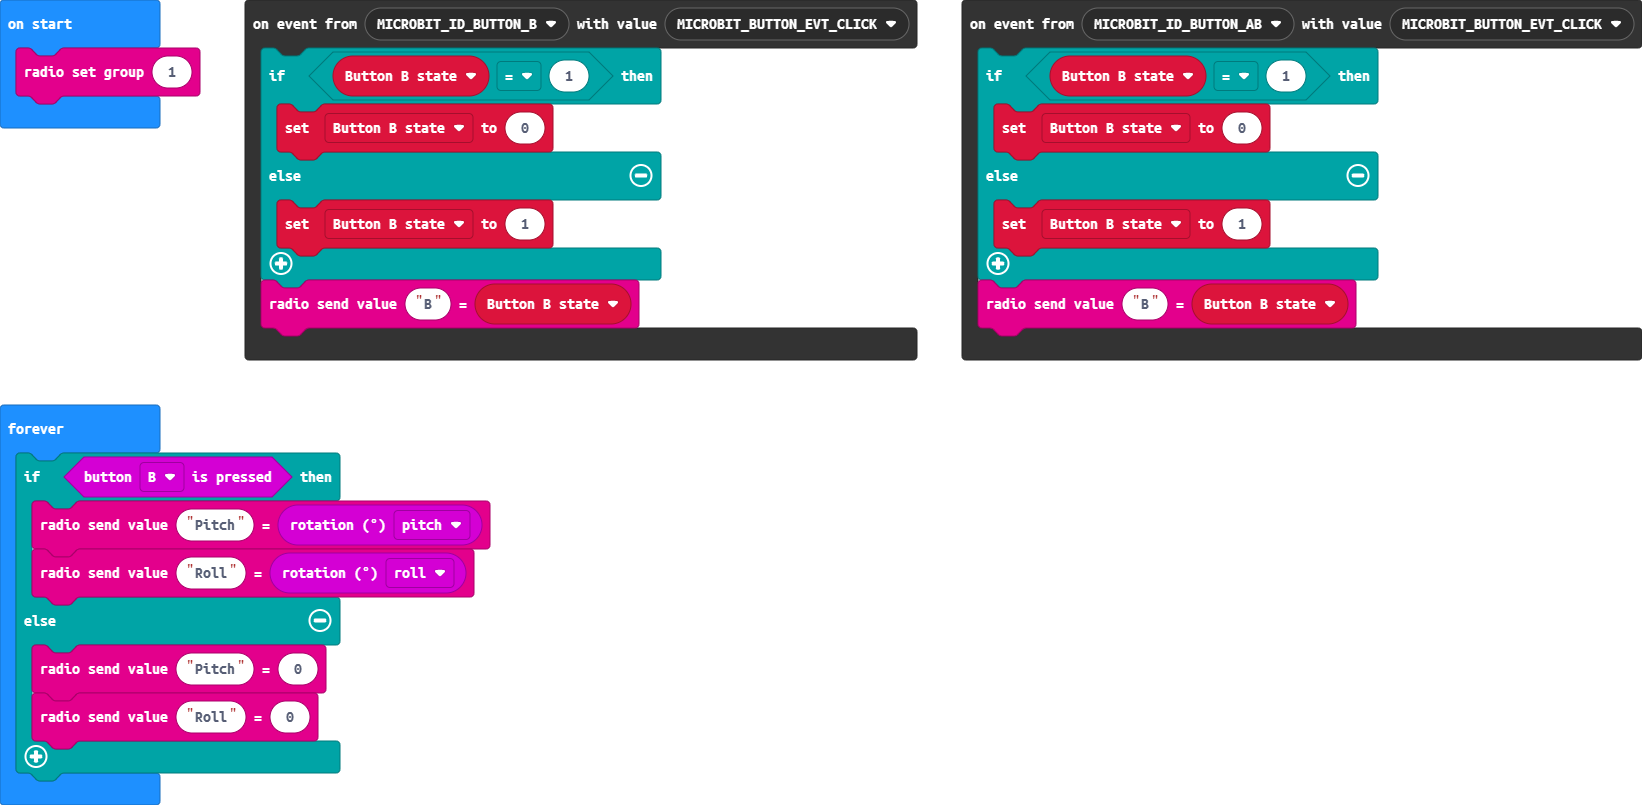 on start
radio set group 1
on event from MICROBIT_ID_BUTTON_B with value MICROBIT_BUTTON_EVT_CLICK
if Button B state = 1 then
set Button B state to 0
else
set Button B state to 1
radio send value "B" = Button B state
on event from MICROBIT_ID_BUTTON_AB with value MICROBIT_BUTTON_EVT_CLICK
if Button B state = 1 then
set Button B state to 0
else
set Button B state to 1
radio send value "B" = Button B state
forever
if button B is pressed then
radio send value "Pitch" = rotation (°) pitch
radio send value "Roll" = rotation (°) roll
else
radio send value "Pitch" = 0
radio send value "Roll" = 0